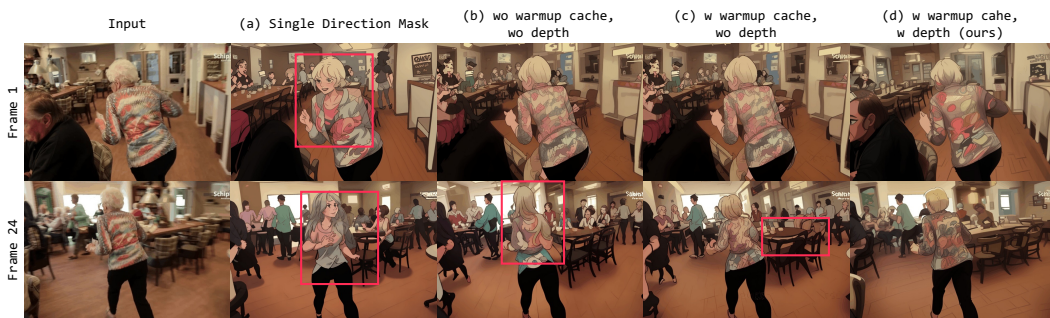 Input
(a) Single Direction Mask
(b) wo warmup cache,
wo depth
(c) w warmup cache,
wo depth
(d) w warmup cahe,
w depth (ours)
Frame 1
Frame 24